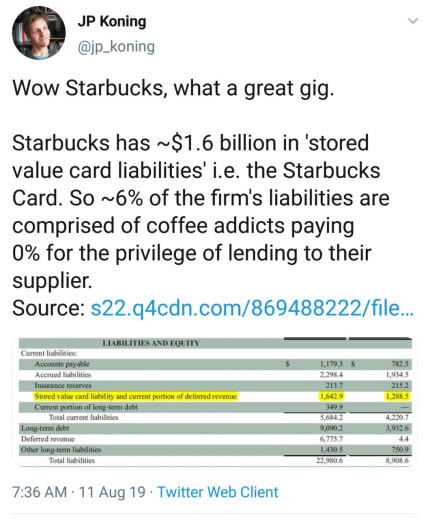 JP Koning
@jp_koning
Wow Starbucks, what a great gig.
Starbucks has ~$1.6 billion in 'stored
value card liabilities' i.e. the Starbucks
Card. So ~6% of the firm's liabilities are
comprised of coffee addicts paying
0% for the privilege of lending to their
supplier.
Source: s22.q4cdn.com/869488222/file...
LIABILITIES AND EQUITY
Current liabilities:
Accounts payable $ 1,179.3 $ 782.5
Accrued liabilities 2,298.4 1,934.5
Insurance reserves 213.7 215.2
Stored value card liability and current portion of deferred revenue 1,642.9 1,288.5
Current portion of long-term debt 349.9 —
Total current liabilities 5,684.2 4,220.7
Long-term debt 9,090.2 3,932.6
Deferred revenue 6,775.7 4.4
Other long-term liabilities 1,430.5 750.9
Total liabilities 22,980.6 8,908.6
7:36 AM · 11 Aug 19 · Twitter Web Client